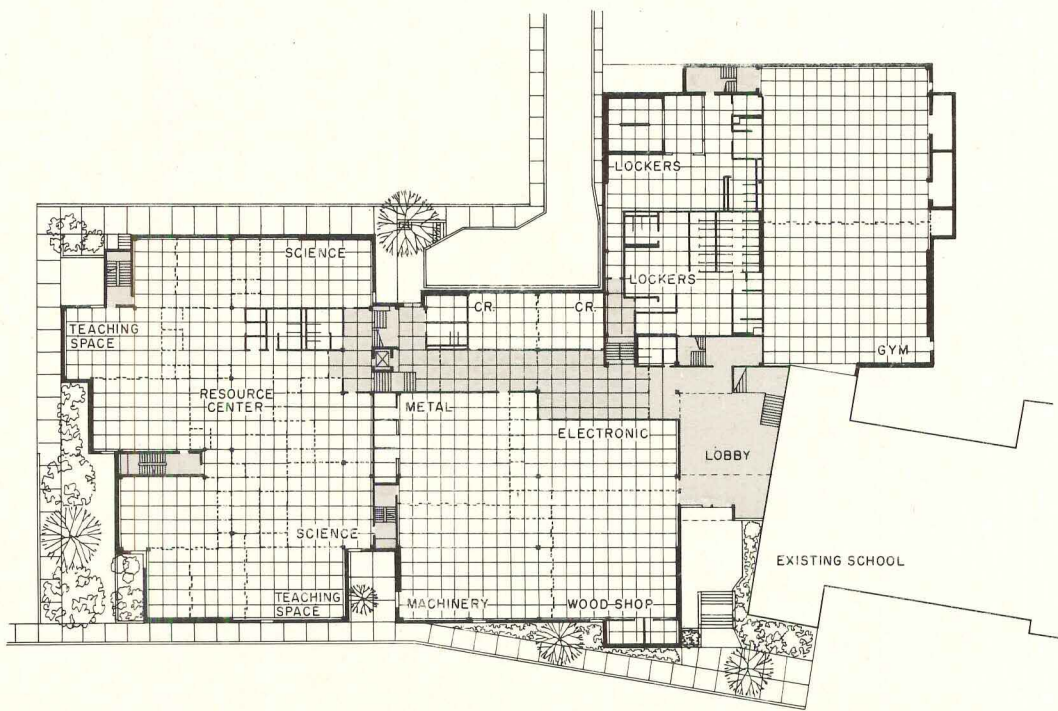 LOCKERS
LOCKERS
SCIENCE
CR.
CR.
TEACHING
SPACE
GYM
RESOURCE
CENTER
METAL
ELECTRONIC
LOBBY
SCIENCE
EXISTING SCHOOL
TEACHING
SPACE
MACHINERY
WOOD SHOP